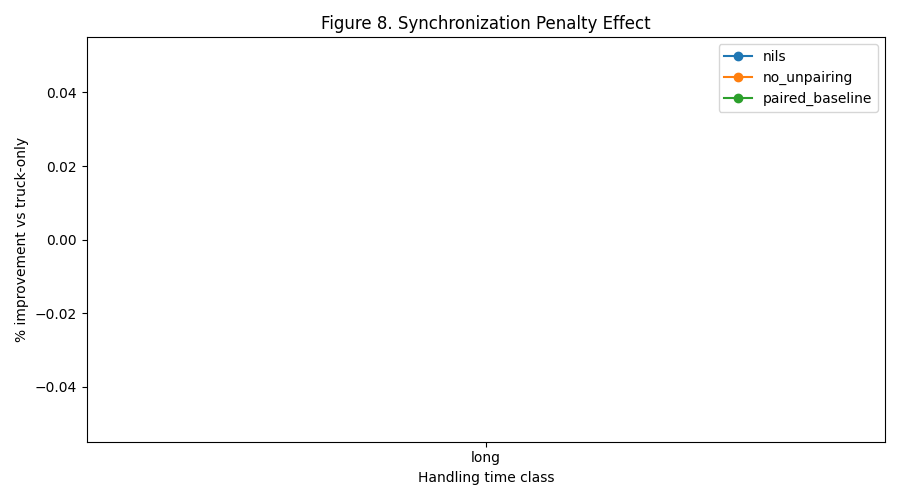 Figure 8. Synchronization Penalty Effect
nils
no_unpairing
paired_baseline
0.04
0.02
0.00
−0.02
−0.04
% improvement vs truck-only
long
Handling time class